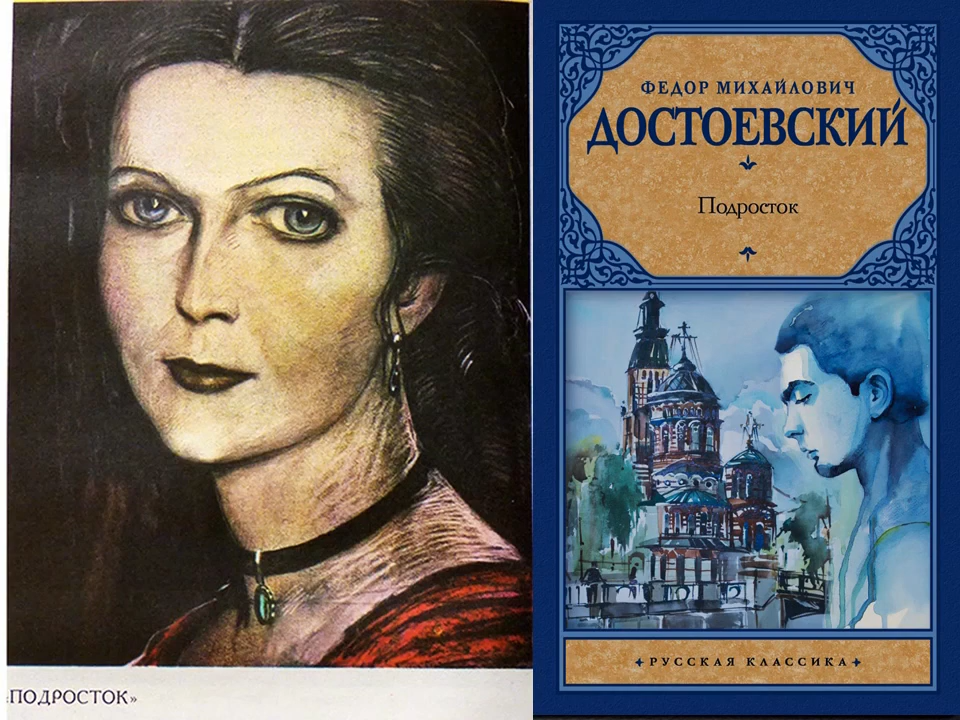 «ПОДРОСТОК»
ФЕДОР МИХАЙЛОВИЧ
ДОСТОЕВСКИЙ
Подросток
РУССКАЯ КЛАССИКА